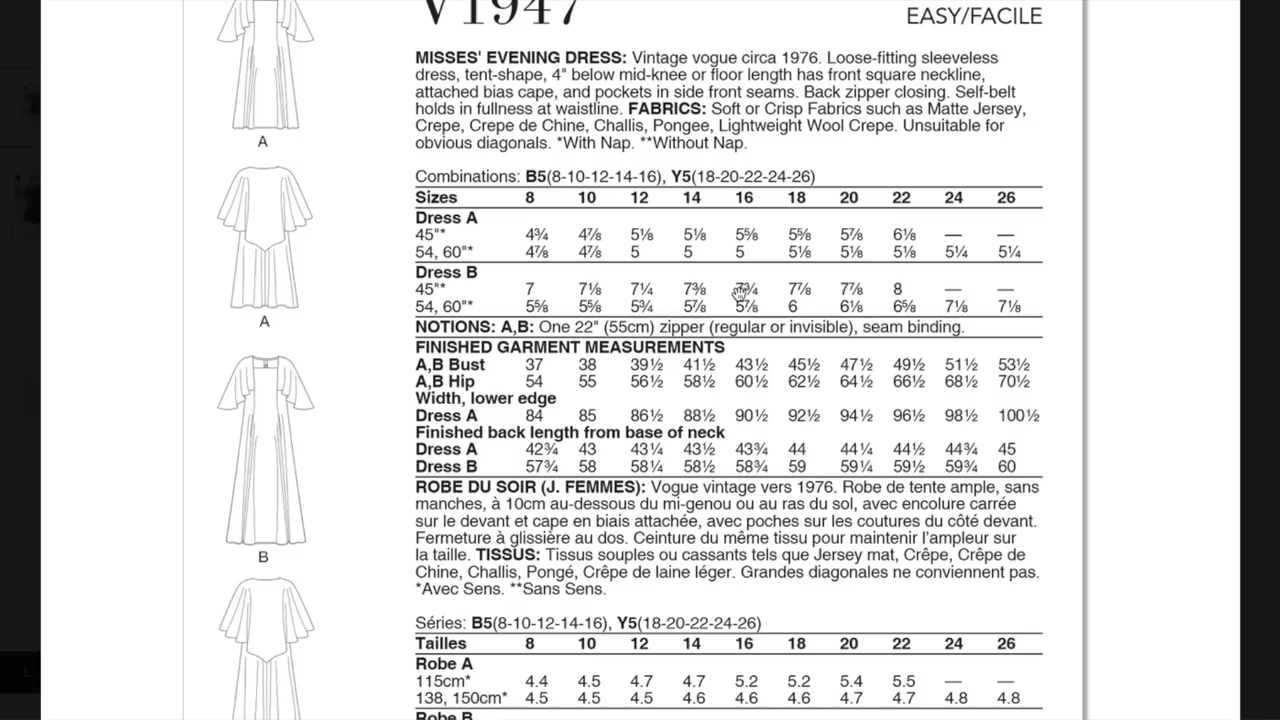 V1947
EASY/FACILE
MISSES' EVENING DRESS: Vintage vogue circa 1976. Loose-fitting sleeveless
dress, tent-shape, 4" below mid-knee or floor length has front square neckline,
attached bias cape, and pockets in side front seams. Back zipper closing. Self-belt
holds in fullness at waistline. FABRICS: Soft or Crisp Fabrics such as Matte Jersey,
Crepe, Crepe de Chine, Challis, Pongee, Lightweight Wool Crepe. Unsuitable for
obvious diagonals. *With Nap. **Without Nap.
Combinations: B5(8-10-12-14-16), Y5(18-20-22-24-26)
Sizes 8 10 12 14 16 18 20 22 24 26
Dress A
45"* 4¾ 4⅞ 5⅛ 5⅛ 5⅝ 5⅝ 5⅞ 6⅛ — —
54, 60"* 4⅞ 4⅞ 5 5 5 5⅛ 5⅛ 5⅛ 5¼ 5¼
Dress B
45"* 7 7⅛ 7¼ 7⅜ 7¾ 7⅞ 7⅞ 8 — —
54, 60"* 5⅝ 5⅝ 5¾ 5⅞ 5⅞ 6 6⅛ 6⅝ 7⅛ 7⅛
NOTIONS: A,B: One 22" (55cm) zipper (regular or invisible), seam binding.
FINISHED GARMENT MEASUREMENTS
A,B Bust 37 38 39½ 41½ 43½ 45½ 47½ 49½ 51½ 53½
A,B Hip 54 55 56½ 58½ 60½ 62½ 64½ 66½ 68½ 70½
Width, lower edge
Dress A 84 85 86½ 88½ 90½ 92½ 94½ 96½ 98½ 100½
Finished back length from base of neck
Dress A 42¾ 43 43¼ 43½ 43¾ 44 44¼ 44½ 44¾ 45
Dress B 57¾ 58 58¼ 58½ 58¾ 59 59¼ 59½ 59¾ 60
ROBE DU SOIR (J. FEMMES): Vogue vintage vers 1976. Robe de tente ample, sans
manches, à 10cm au-dessous du mi-genou ou au ras du sol, avec encolure carrée
sur le devant et cape en biais attachée, avec poches sur les coutures du côté devant.
Fermeture à glissière au dos. Ceinture du même tissu pour maintenir l'ampleur sur
la taille. TISSUS: Tissus souples ou cassants tels que Jersey mat, Crêpe, Crêpe de
Chine, Challis, Pongé, Crêpe de laine léger. Grandes diagonales ne conviennent pas.
*Avec Sens. **Sans Sens.
Séries: B5(8-10-12-14-16), Y5(18-20-22-24-26)
Tailles 8 10 12 14 16 18 20 22 24 26
Robe A
115cm* 4.4 4.5 4.7 4.7 5.2 5.2 5.4 5.5 — —
138, 150cm* 4.5 4.5 4.5 4.6 4.6 4.6 4.7 4.7 4.8 4.8
Robe B
A
A
B